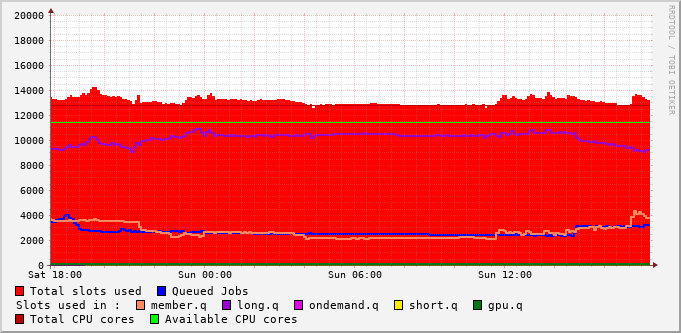 20000
18000
16000
14000
12000
10000
8000
6000
4000
2000
0
Sat 18:00 Sun 00:00 Sun 06:00 Sun 12:00
RRDTOOL / TOBI OETIKER
Total slots used Queued Jobs
Slots used in : member.q long.q ondemand.q short.q gpu.q
Total CPU cores Available CPU cores